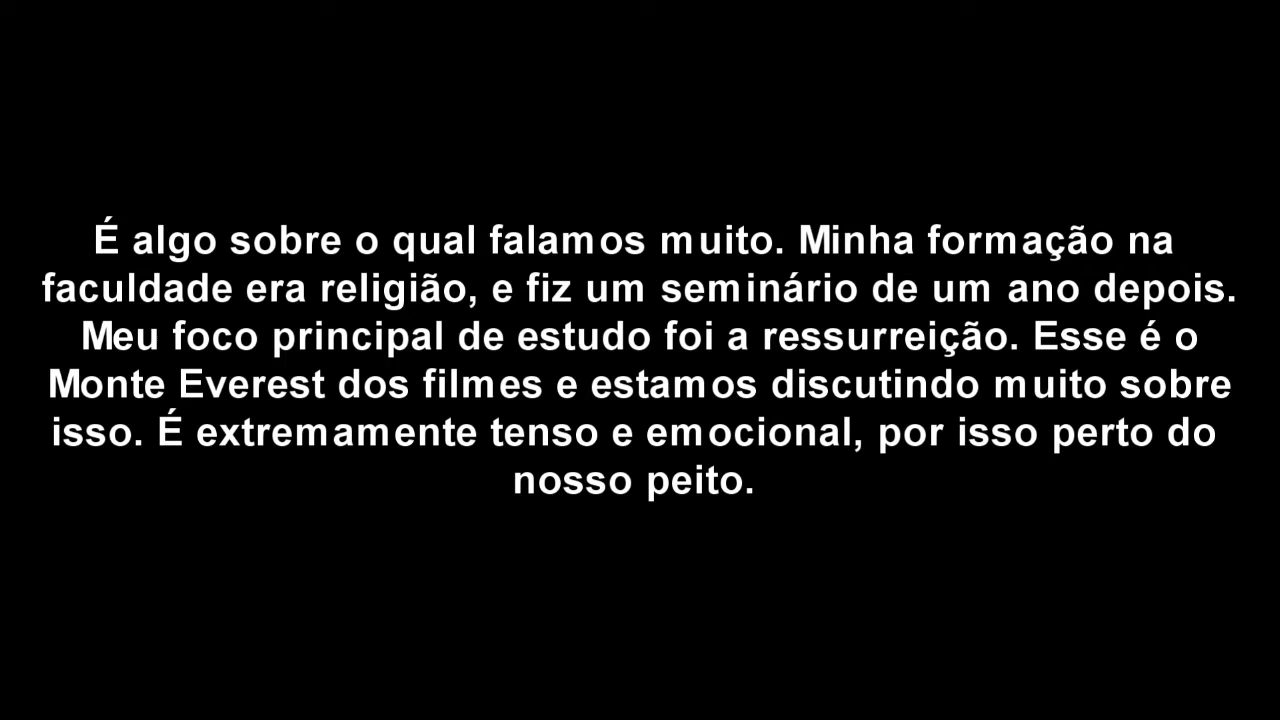 É algo sobre o qual falamos muito. Minha formação na
faculdade era religião, e fiz um seminário de um ano depois.
Meu foco principal de estudo foi a ressurreição. Esse é o
Monte Everest dos filmes e estamos discutindo muito sobre
isso. É extremamente tenso e emocional, por isso perto do
nosso peito.